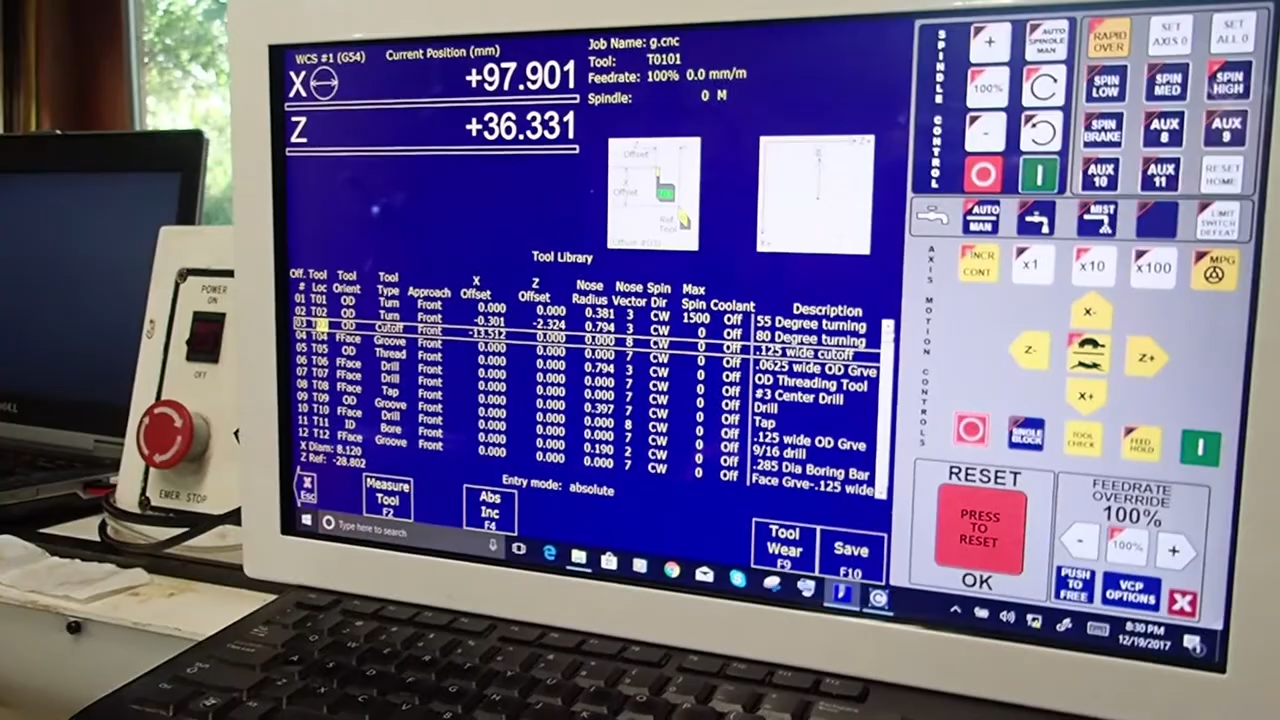 WCS #1 (G54) Current Position (mm)
X +97.901
Z +36.331
Job Name: g.cnc
Tool: T0101
Feedrate: 100% 0.0 mm/m
Spindle: 0 M
Offset
X
Offset
Ref.
Tool
Z+
Tool Library
Off. Tool Tool Tool X Z Nose Nose Spin Max
# Loc Orient Type Approach Offset Offset Radius Vector Dir Spin Coolant Description
01 T01 OD Turn Front 0.000 0.000 0.381 3 CW 1500 Off 55 Degree turning
02 T02 OD Turn Front -0.301 -2.324 0.794 3 CW 0 Off 80 Degree turning
03 OD Cutoff Front -13.512 0.000 0.000 8 CW 0 Off .125 wide cutoff
04 T04 FFace Groove Front 0.000 0.000 0.000 7 CW 0 Off .0625 wide OD Grve
05 T05 OD Thread Front 0.000 0.000 0.794 3 CW 0 Off OD Threading Tool
06 T06 FFace Drill Front 0.000 0.000 0.000 7 CW 0 Off #3 Center Drill
07 T07 FFace Drill Front 0.000 0.000 0.000 7 CW 0 Off Drill
08 T08 FFace Tap Front 0.000 0.000 0.397 7 CW 0 Off Tap
09 T09 OD Groove Front 0.000 0.000 0.000 8 CW 0 Off .125 wide OD Grve
10 T10 FFace Drill Front 0.000 0.000 0.000 7 CW 0 Off 9/16 drill
11 T11 ID Bore Front 0.000 0.000 0.190 2 CW 0 Off .285 Dia Boring Bar
12 T12 FFace Groove Front 0.000 0.000 0.000 7 CW 0 Off Face Grve-.125 wide
X Diam: 8.120
Z Ref: -28.802
Entry mode: absolute
X
Esc
Measure
Tool
F2
Abs
Inc
F4
Tool
Wear
F9
Save
F10
Type here to search
8:30 PM
12/19/2017
SPINDLE CONTROL
+
AUTO
SPINDLE
MAN
100%
-
RAPID
OVER
SET
AXIS 0
SET
ALL 0
SPIN
LOW
SPIN
MED
SPIN
HIGH
SPIN
BRAKE
AUX
8
AUX
9
AUX
10
AUX
11
RESET
HOME
AUTO
MAN
MIST
LIMIT
SWITCH
DEFEAT
AXIS MOTION CONTROLS
INCR
CONT
x1
x10
x100
MPG
X-
Z-
Z+
X+
SINGLE
BLOCK
TOOL
CHECK
FEED
HOLD
RESET
PRESS
TO
RESET
OK
FEEDRATE
OVERRIDE
100%
-
100%
+
PUSH
TO
FREE
VCP
OPTIONS
X
POWER
ON
OFF
EMER. STOP
DELL